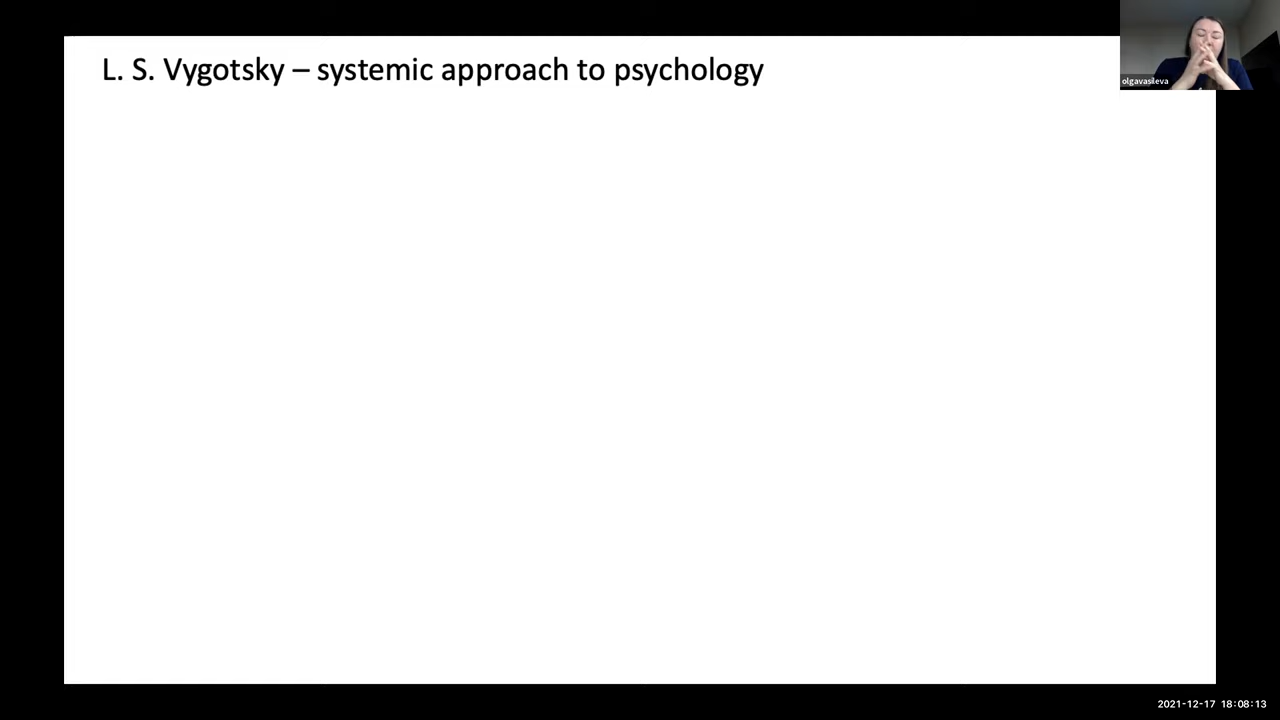 L. S. Vygotsky – systemic approach to psychology
olgavasileva
2021-12-17 18:08:13